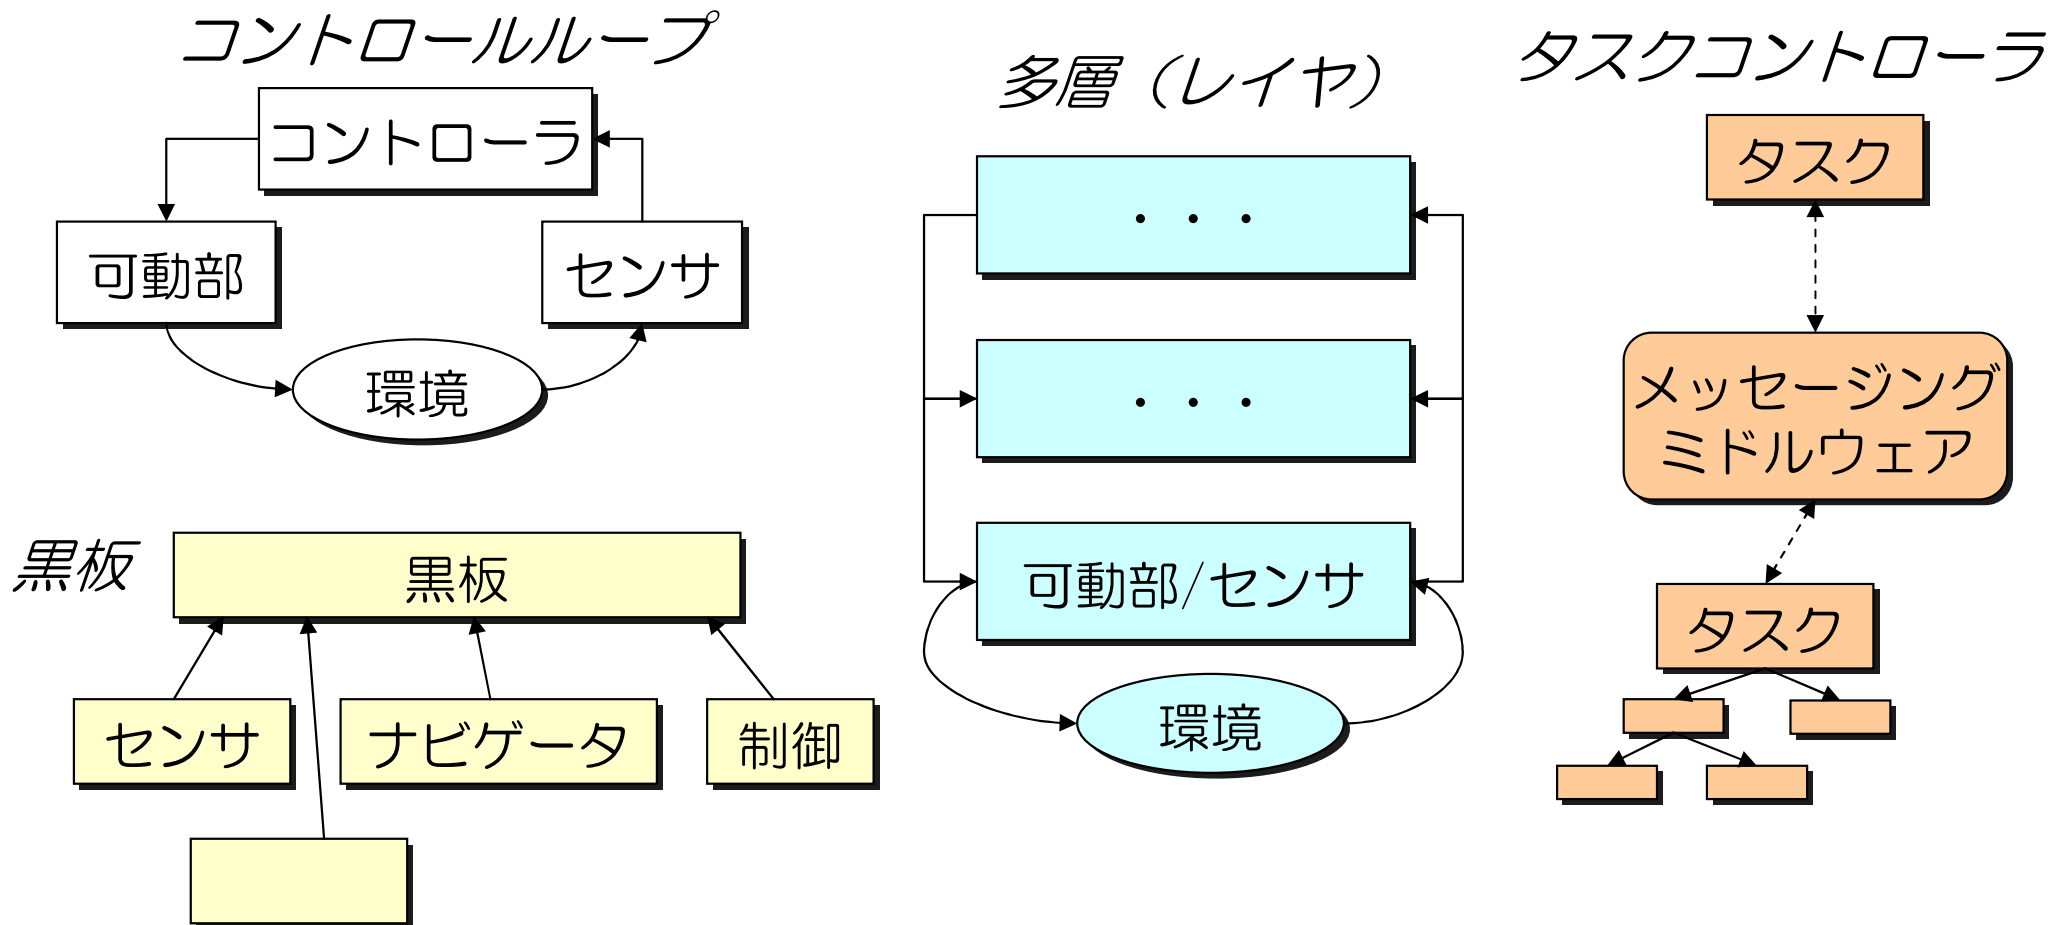 コントロールループ
コントローラ
可動部
センサ
環境
黒板
黒板
センサ
ナビゲータ
制御
多層（レイヤ）
・・・
・・・
可動部/センサ
環境
タスクコントローラ
タスク
メッセージング
ミドルウェア
タスク